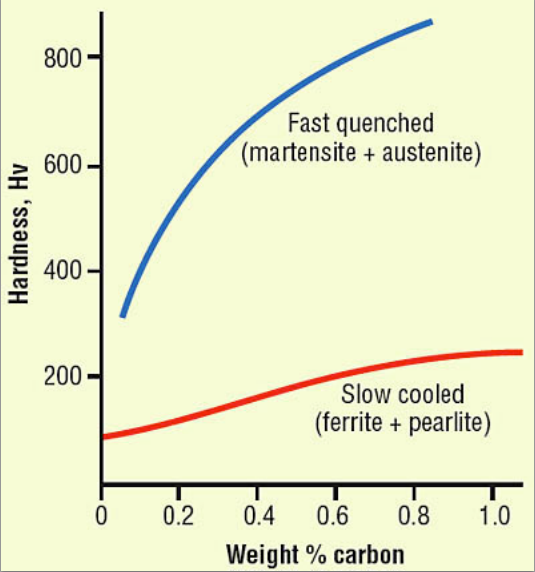 Hardness, Hv
800
600
400
200
Fast quenched
(martensite + austenite)
Slow cooled
(ferrite + pearlite)
0 0.2 0.4 0.6 0.8 1.0
Weight % carbon